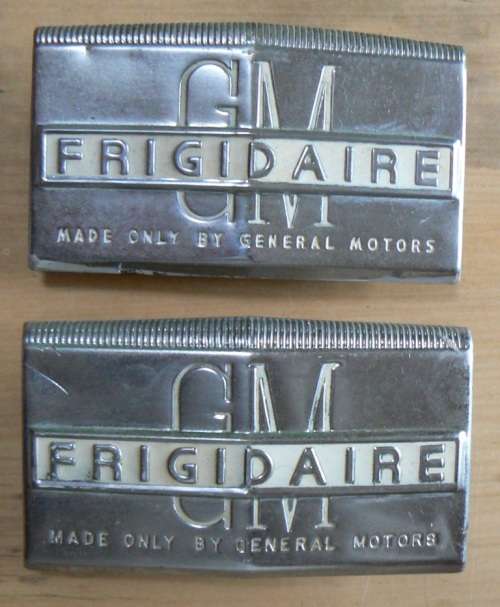 GM
FRIGIDAIRE
MADE ONLY BY GENERAL MOTORS
GM
FRIGIDAIRE
MADE ONLY BY GENERAL MOTORS